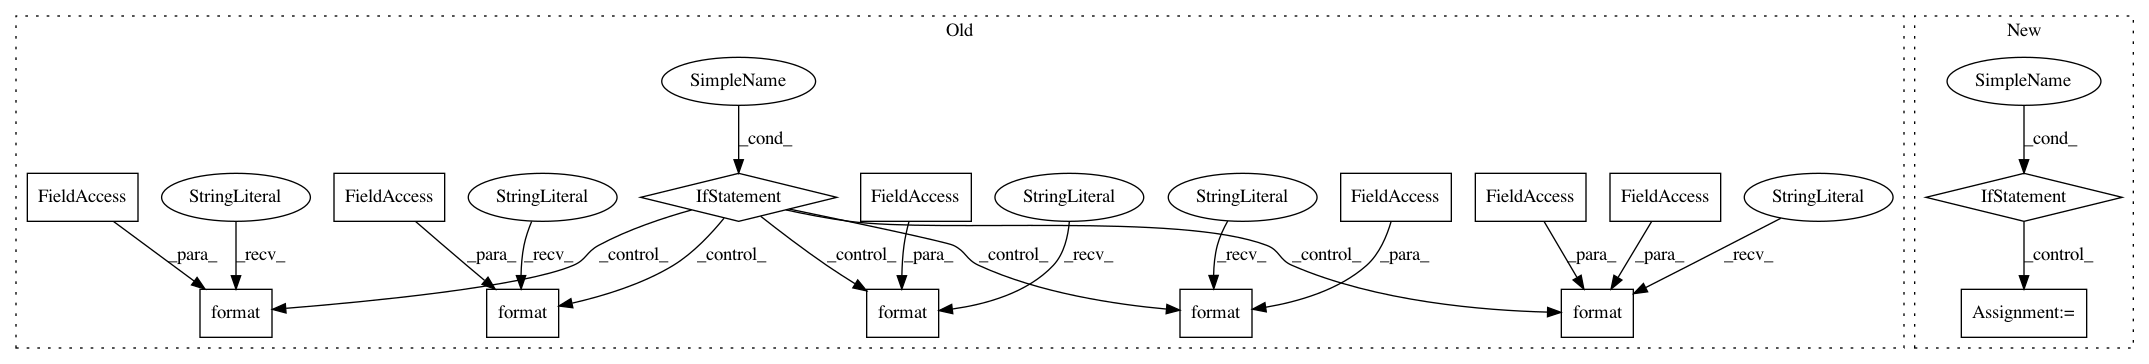 Old
New
SimpleName
SimpleName
_cond_
_cond_
FieldAccess
StringLiteral
FieldAccess
StringLiteral
IfStatement
FieldAccess
StringLiteral
StringLiteral
FieldAccess
FieldAccess
FieldAccess
StringLiteral
IfStatement
_para_
_recv_
_para_
_recv_
_control_
_control_
_control_
_para_
_recv_
_control_
_recv_
_para_
_control_
_para_
_para_
_recv_
_control_
format
format
format
format
format
Assignment:=